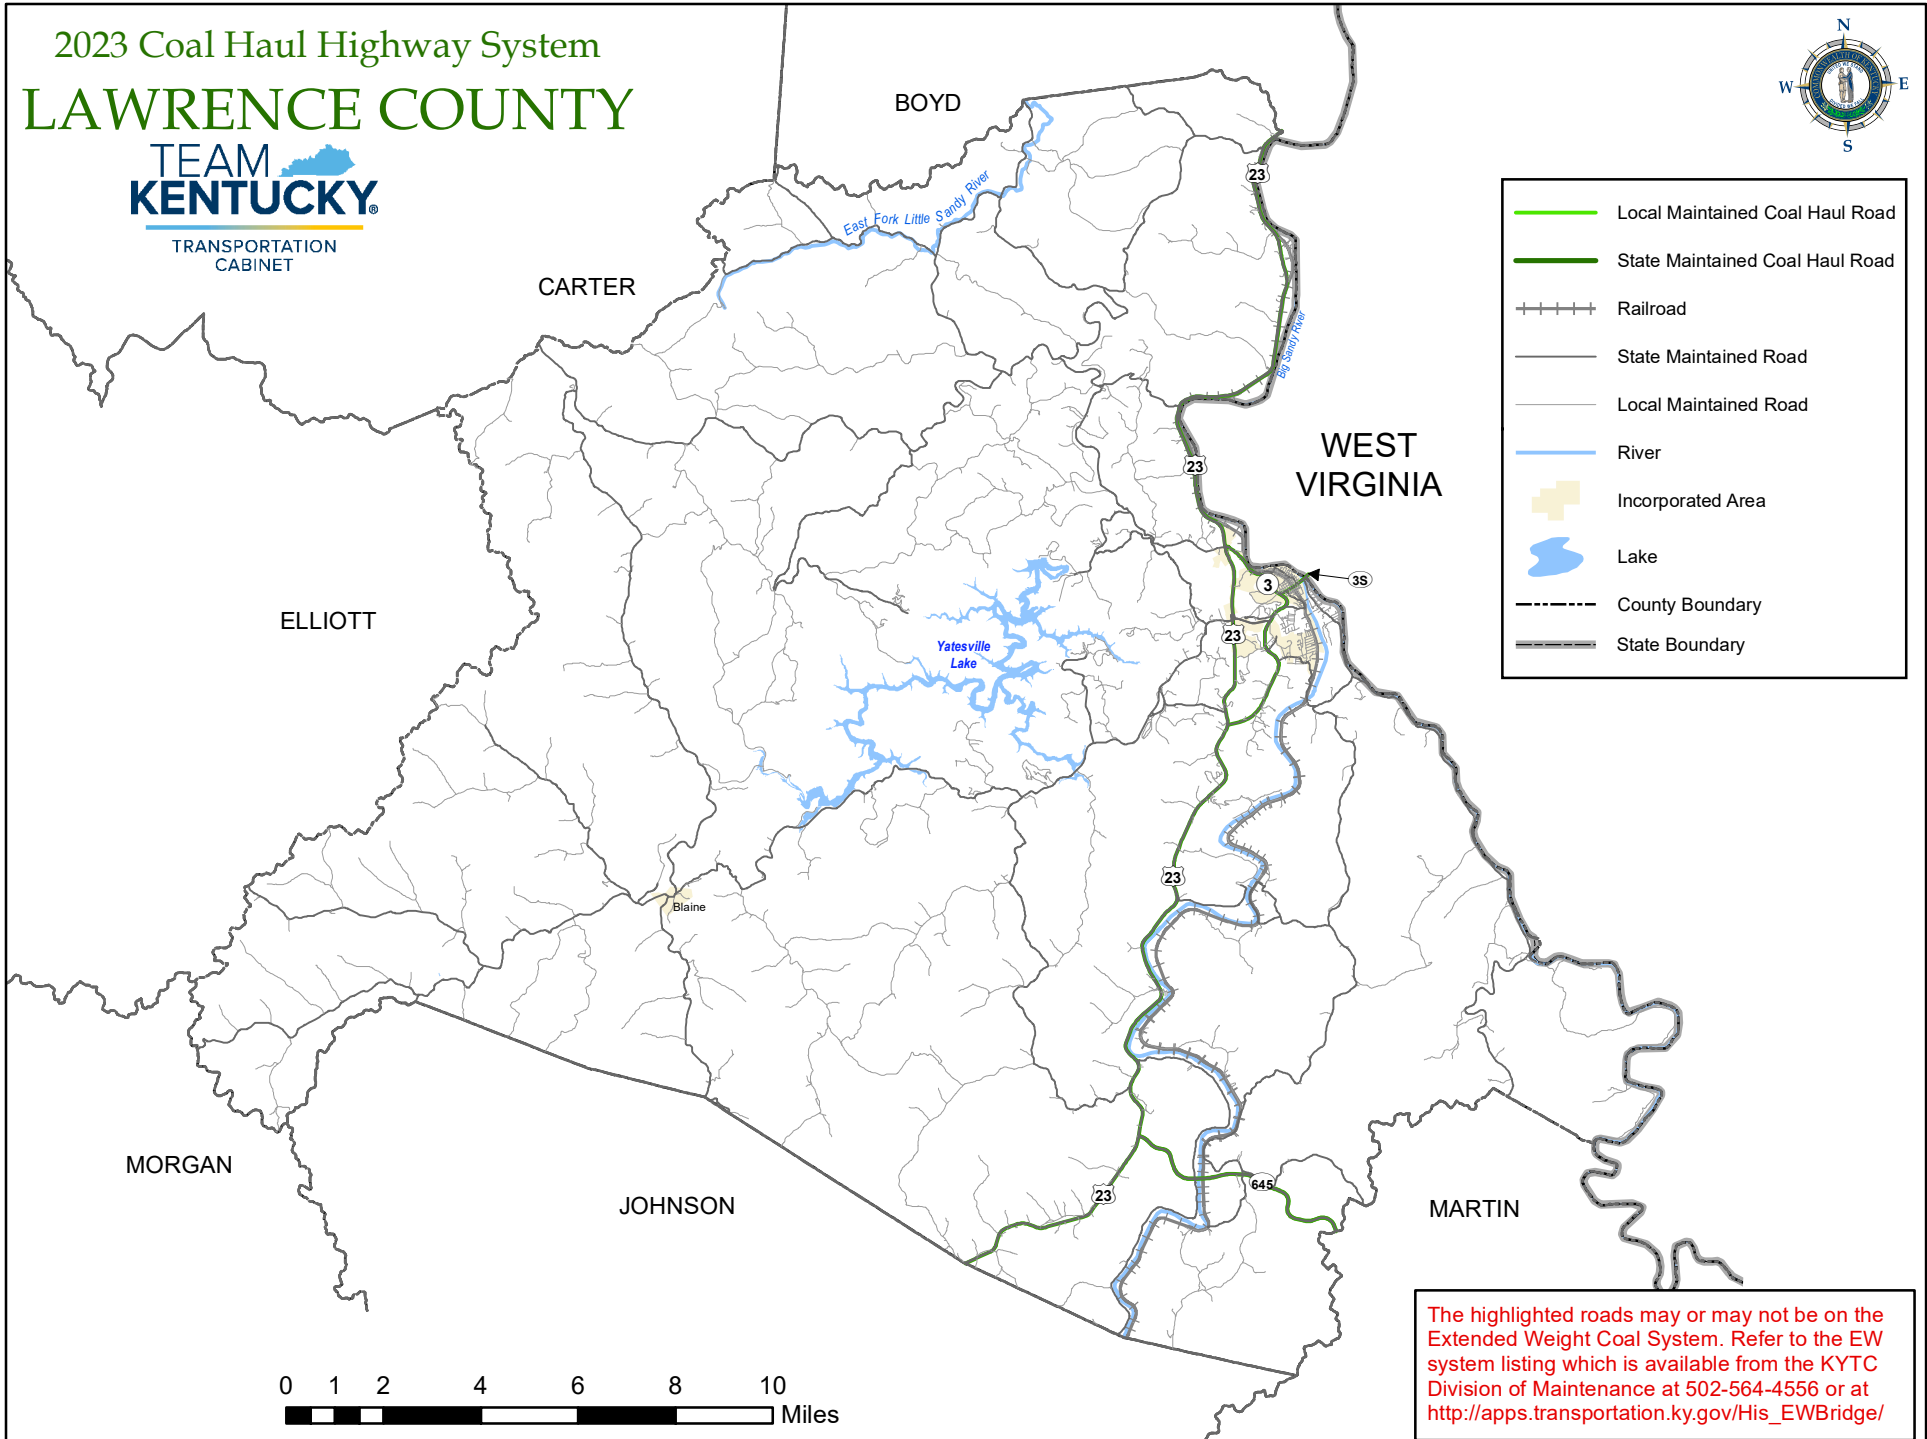 2023 Coal Haul Highway System
LAWRENCE COUNTY
TEAM
KENTUCKY®
TRANSPORTATION
CABINET
N
W
E
S
BOYD
CARTER
ELLIOTT
MORGAN
JOHNSON
MARTIN
WEST
VIRGINIA
East Fork Little Sandy River
Big Sandy River
Yatesville
Lake
Blaine
23
23
3
3S
23
23
23
645
Local Maintained Coal Haul Road
State Maintained Coal Haul Road
Railroad
State Maintained Road
Local Maintained Road
River
Incorporated Area
Lake
County Boundary
State Boundary
0 1 2 4 6 8 10
Miles
The highlighted roads may or may not be on the
Extended Weight Coal System. Refer to the EW
system listing which is available from the KYTC
Division of Maintenance at 502-564-4556 or at
http://apps.transportation.ky.gov/His_EWBridge/